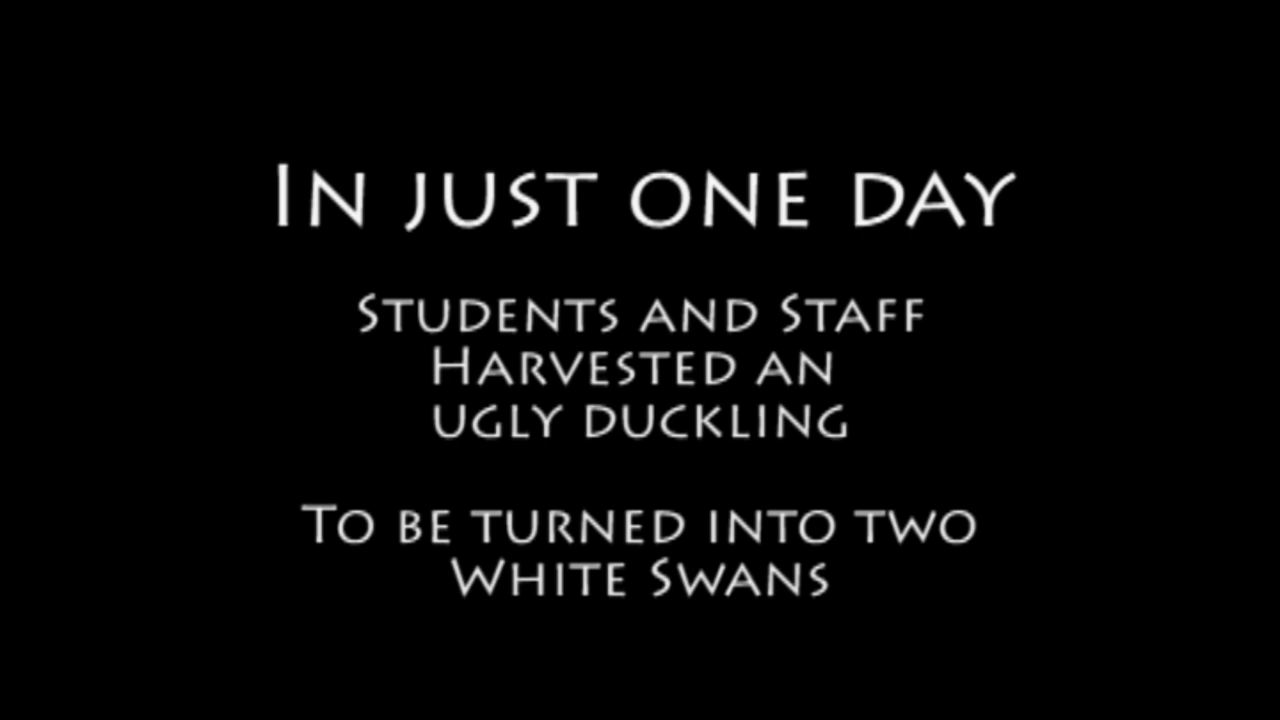 In just one day
Students and Staff
Harvested an
ugly duckling
To be turned into two
White Swans